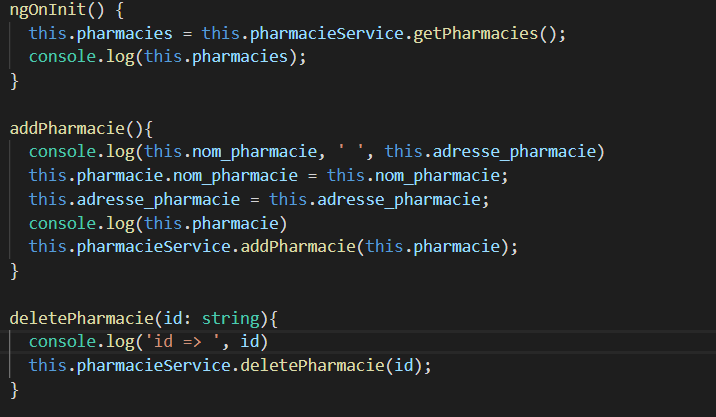 ngOnInit() {
this.pharmacies = this.pharmacieService.getPharmacies();
console.log(this.pharmacies);
}
addPharmacie(){
console.log(this.nom_pharmacie, ' ', this.adresse_pharmacie)
this.pharmacie.nom_pharmacie = this.nom_pharmacie;
this.adresse_pharmacie = this.adresse_pharmacie;
console.log(this.pharmacie)
this.pharmacieService.addPharmacie(this.pharmacie);
}
deletePharmacie(id: string){
console.log('id => ', id)
this.pharmacieService.deletePharmacie(id);
}